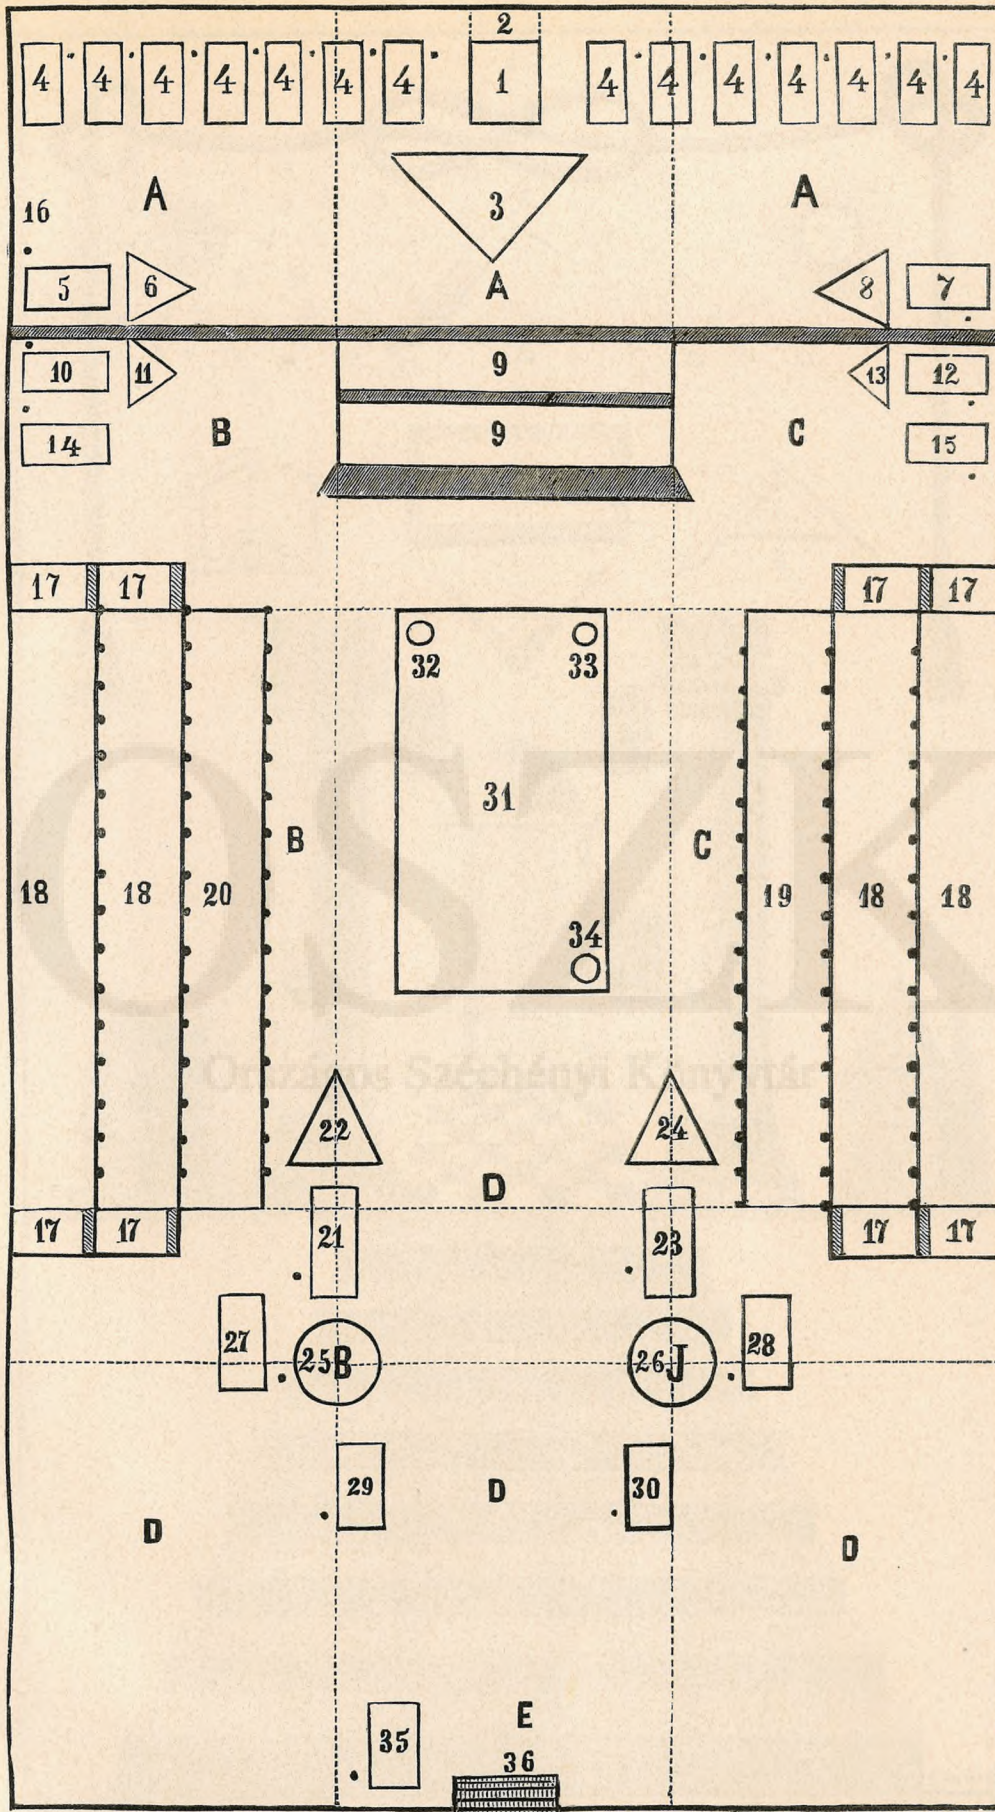 2
4 4 4 4 4 4 4 1 4 4 4 4 4 4 4
A 3 A
16
5 6 A 8 7
10 11 9 13 12
14 B 9 C 15
17 17 17 17
32 33
31
B C
18 18 20 19 18 18
34
OSZK
Országos Széchényi Könyvtár
22 24
D
17 17 21 23 17 17
27 25 B 26 J 28
29 D 30
D D
E
35 36